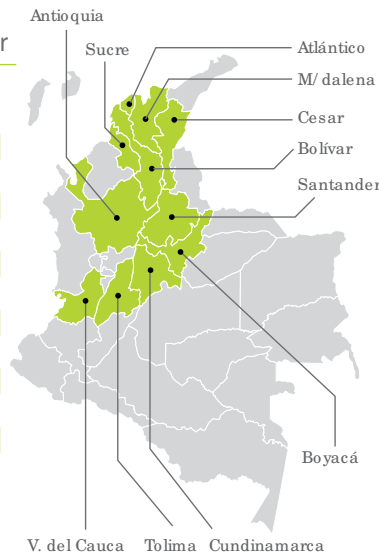 Antioquia
r
Sucre
Atlántico
M/dalena
Cesar
Bolívar
Santander
Boyacá
V. del Cauca Tolima Cundinamarca